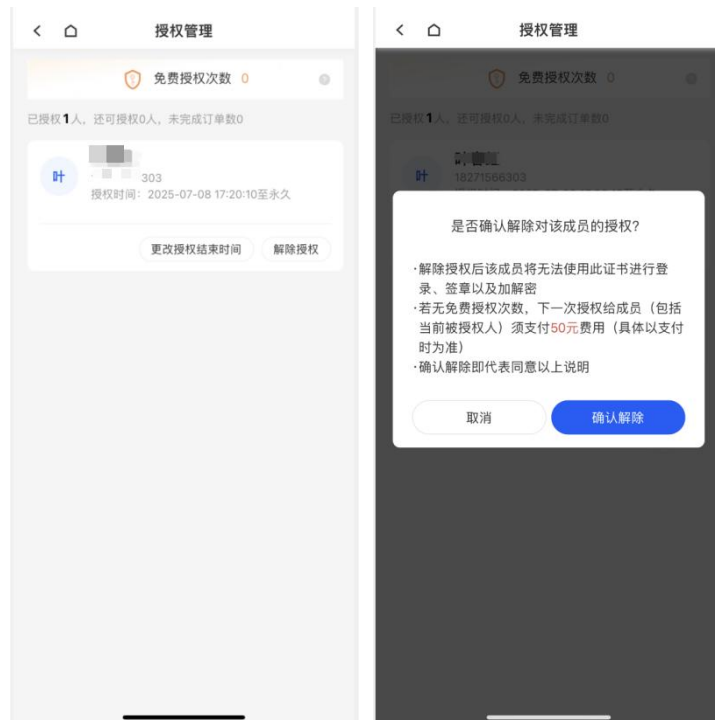 授权管理
免费授权次数 0
已授权1人，还可授权0人，未完成订单数0
叶
303
授权时间：2025-07-08 17:20:10至永久
更改授权结束时间
解除授权
授权管理
免费授权次数 0
已授权1人，还可授权0人，未完成订单数0
叶
18271566303
是否确认解除对该成员的授权?
·解除授权后该成员将无法使用此证书进行登
录、签章以及加解密
·若无免费授权次数，下一次授权给成员（包括
当前被授权人）须支付50元费用（具体以支付
时为准）
·确认解除即代表同意以上说明
取消
确认解除